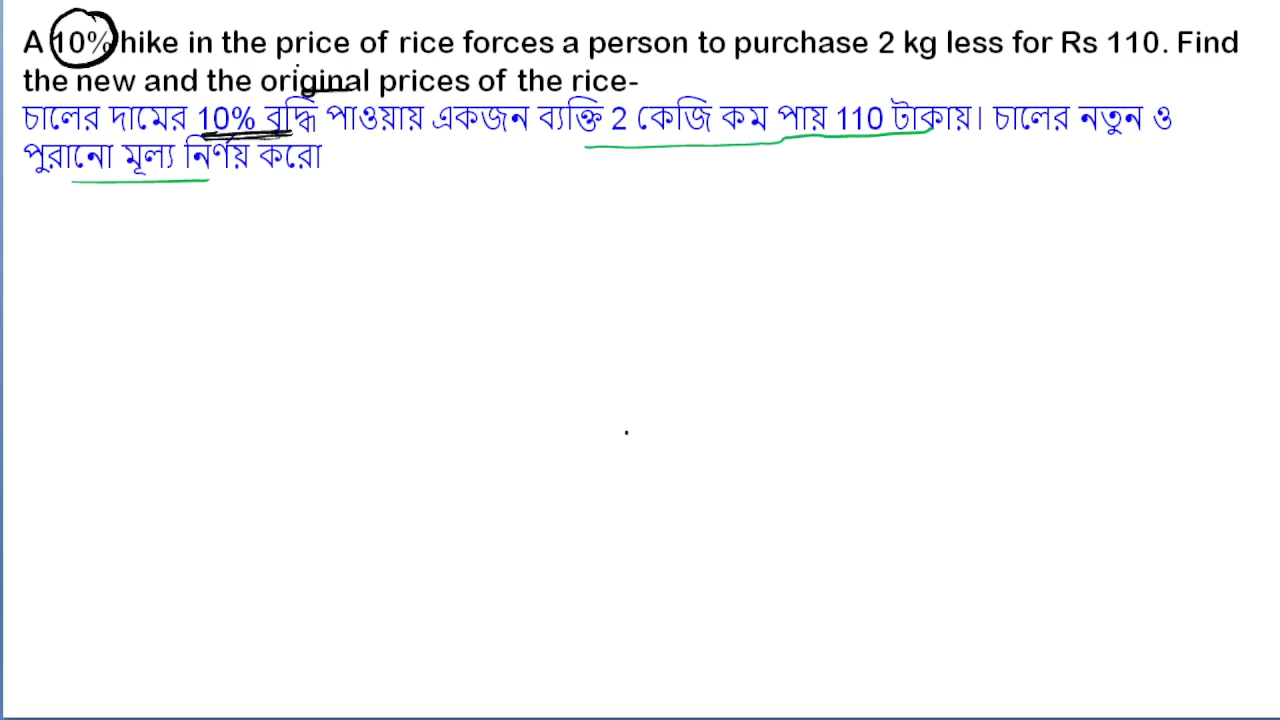 A 10% hike in the price of rice forces a person to purchase 2 kg less for Rs 110. Find
the new and the original prices of the rice-
চালের দামের 10% বৃদ্ধি পাওয়ায় একজন ব্যক্তি 2 কেজি কম পায় 110 টাকায়। চালের নতুন ও
পুরানো মূল্য নির্ণয় করো